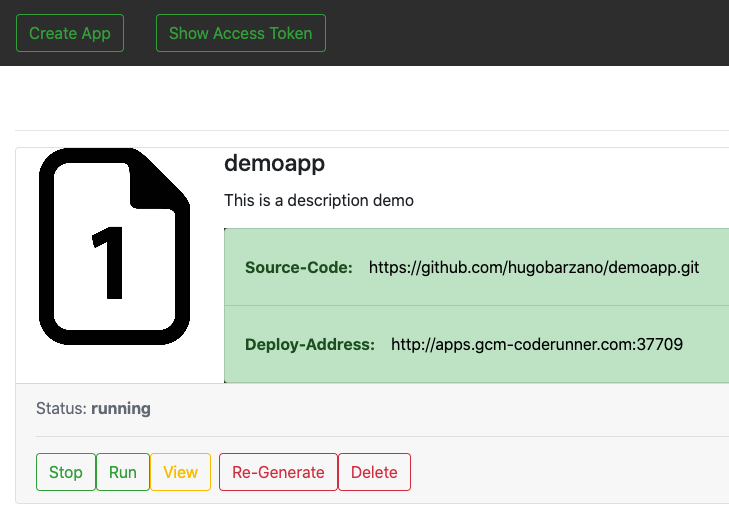 Create App Show Access Token
1
demoapp
This is a description demo
Source-Code: https://github.com/hugobarzano/demoapp.git
Deploy-Address: http://apps.gcm-coderunner.com:37709
Status: running
Stop Run View Re-Generate Delete